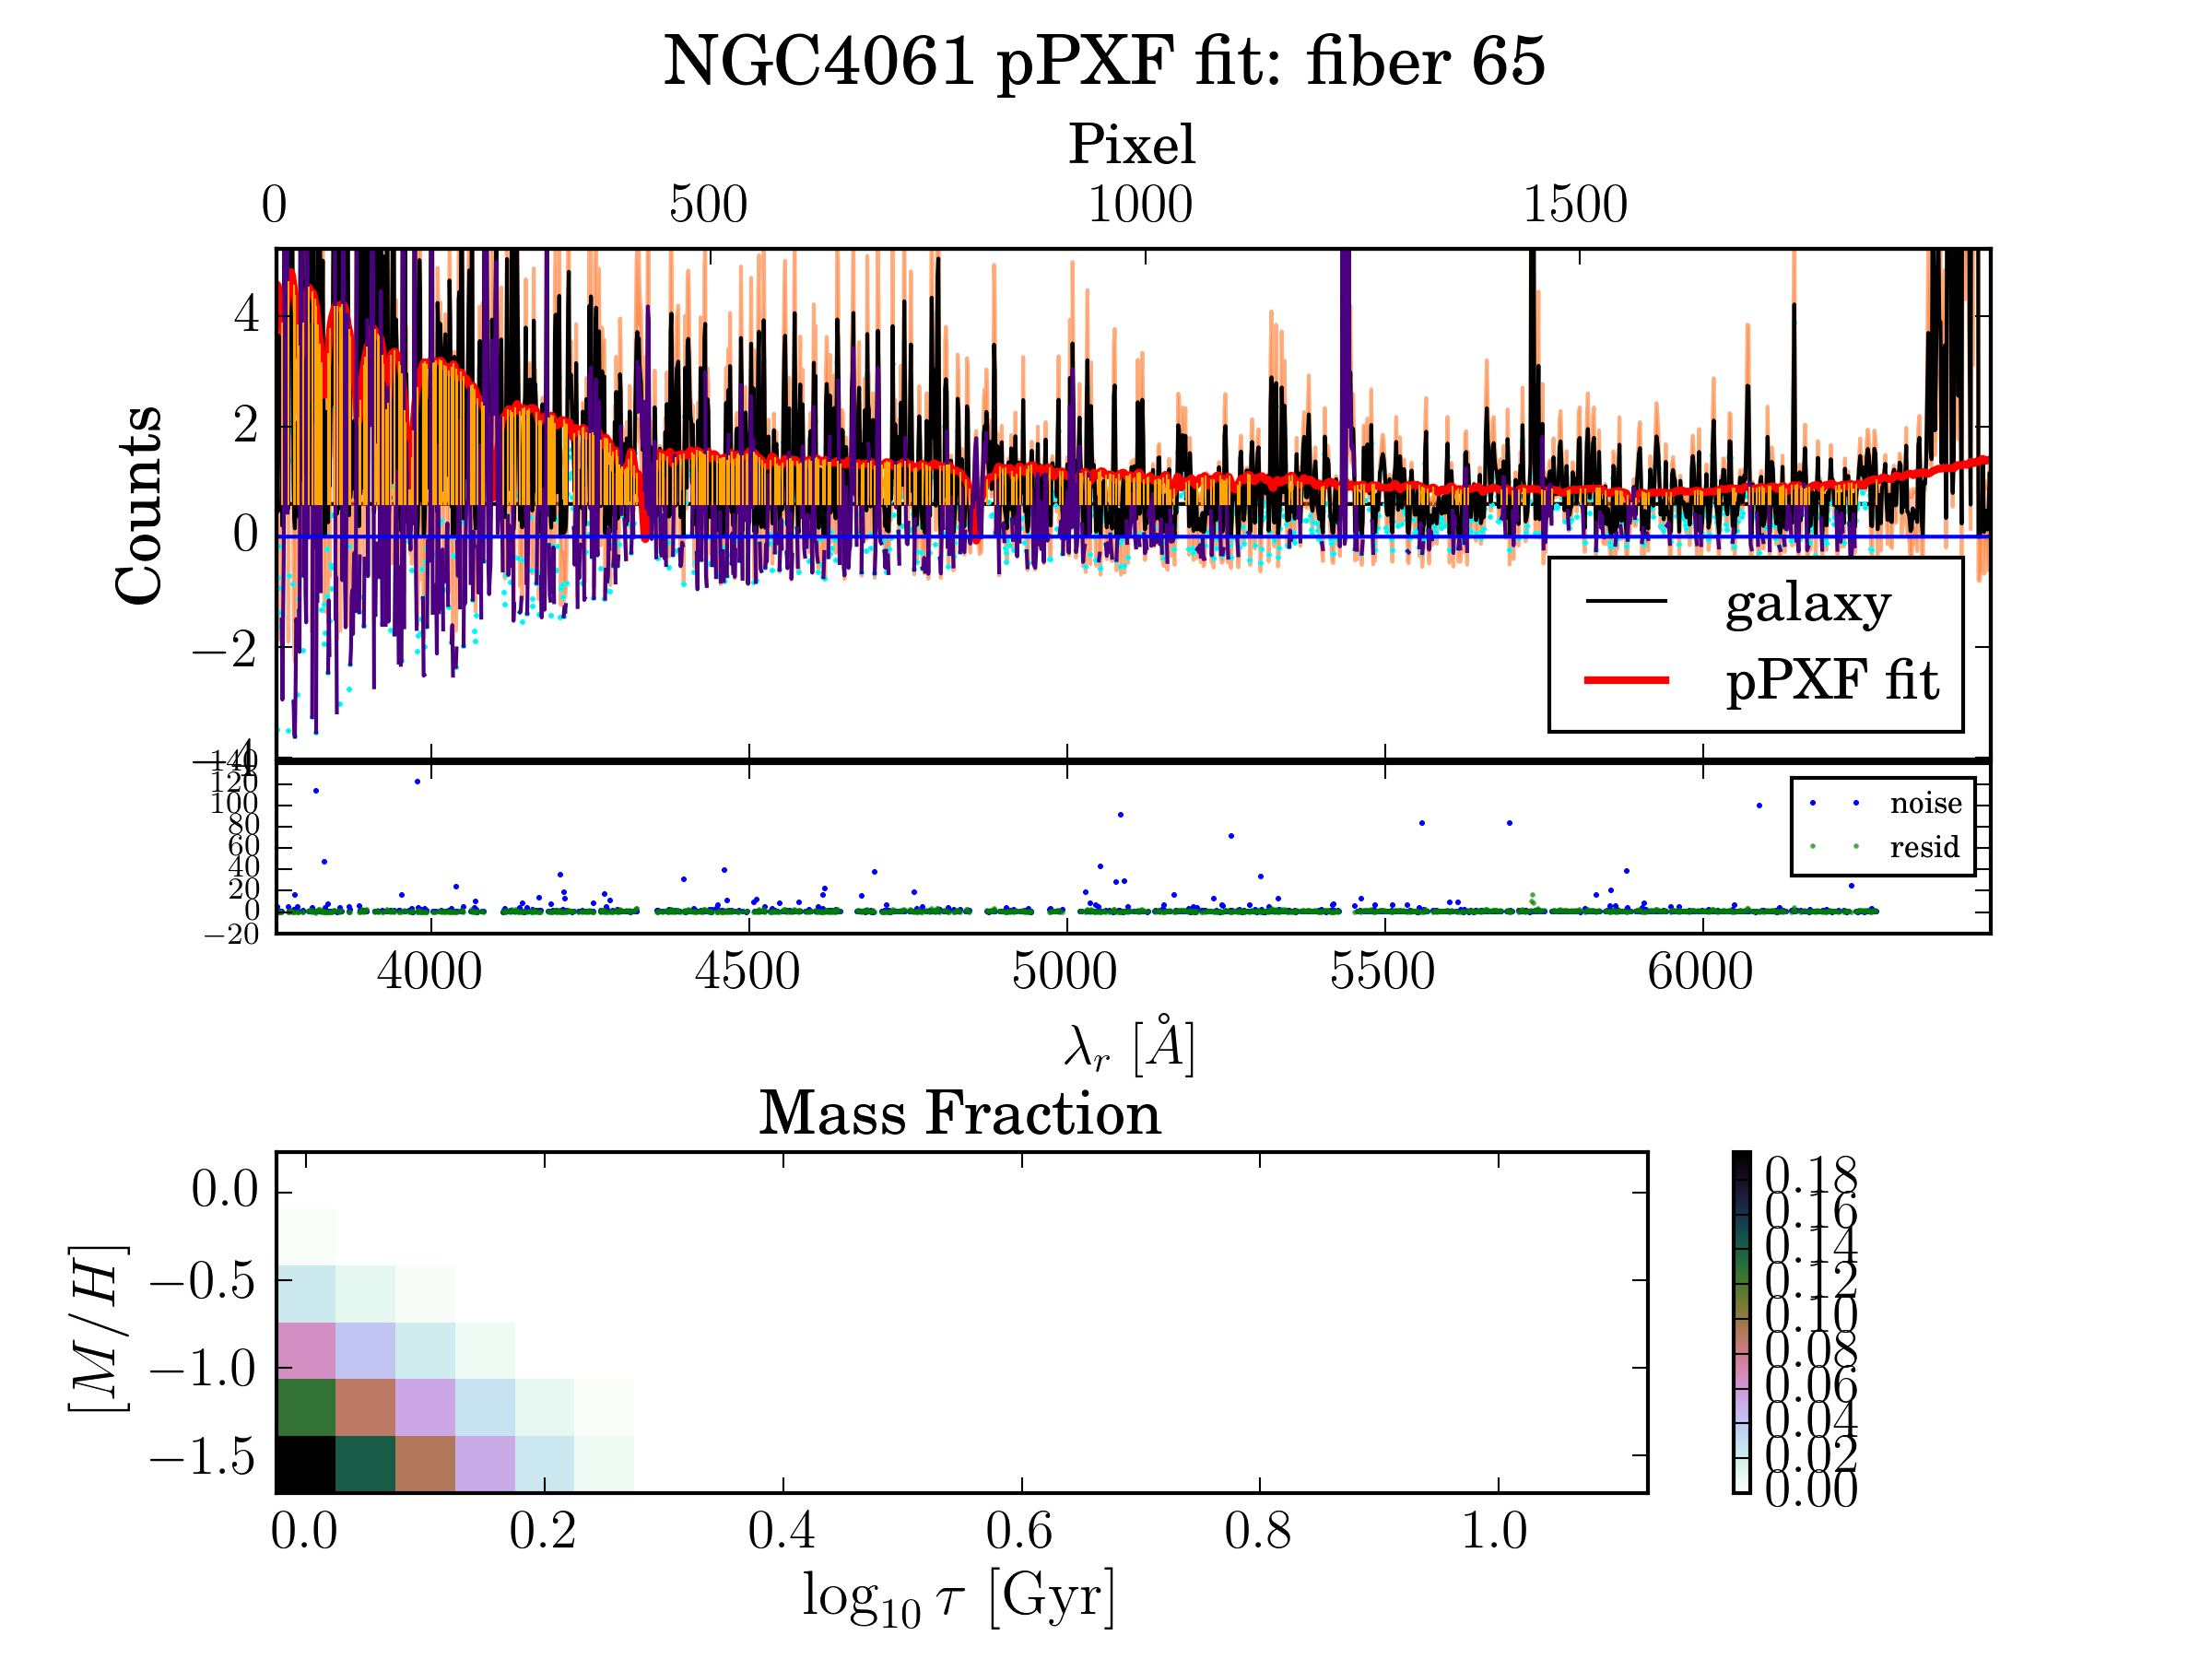 NGC4061 pPXF fit: fiber 65
Pixel
0 500 1000 1500
Counts
4
2
0
−2
−4
galaxy
pPXF fit
140
120
100
80
60
40
20
0
−20
noise
resid
4000 4500 5000 5500 6000
λr [Å]
Mass Fraction
[M/H]
0.0
−0.5
−1.0
−1.5
0.0 0.2 0.4 0.6 0.8 1.0
log10 τ [Gyr]
0.18
0.16
0.14
0.12
0.10
0.08
0.06
0.04
0.02
0.00